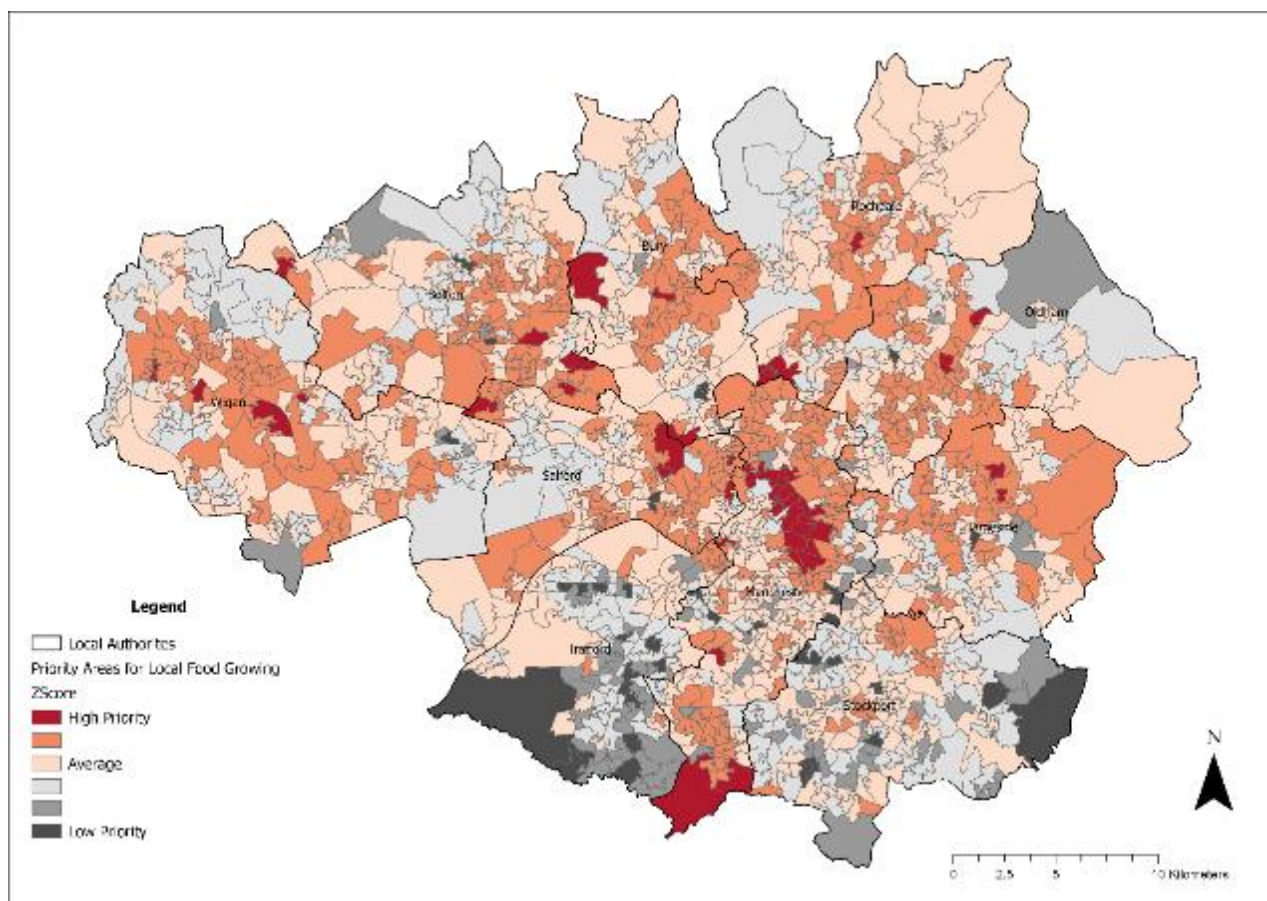 Rochdale
Bury
Bolton
Oldham
Wigan
Salford
Tameside
Manchester
Trafford
Stockport
Legend
Local Authorites
Priority Areas for Local Food Growing
ZScore
High Priority
Average
Low Priority
N
0 2.5 5 10 Kilometers